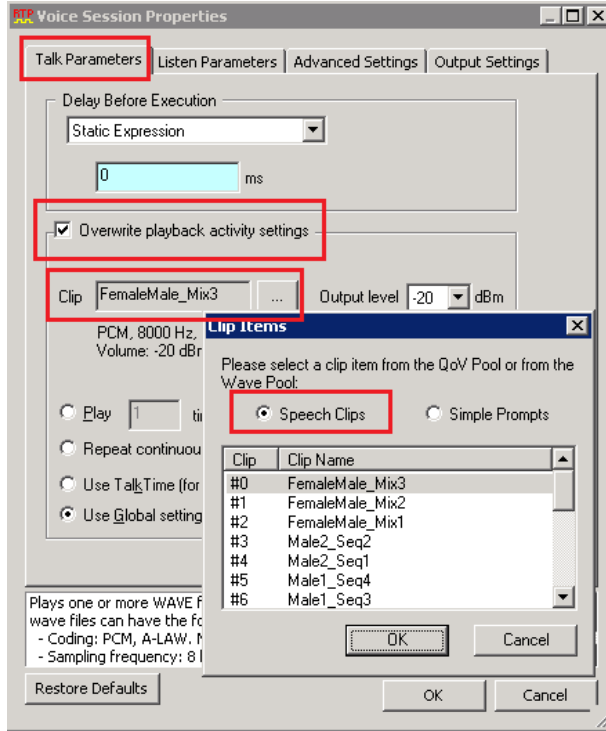 RTP Voice Session Properties
Talk Parameters Listen Parameters Advanced Settings Output Settings
Delay Before Execution
Static Expression
0 ms
Overwrite playback activity settings
Clip FemaleMale_Mix3 ... Output level -20 dBm
PCM, 8000 Hz,
Volume: -20 dBr
Play 1
Repeat continuou
Use TalkTime (for
Use Global setting
Clip Items
Please select a clip item from the QoV Pool or from the
Wave Pool:
Speech Clips Simple Prompts
Clip Clip Name
#0 FemaleMale_Mix3
#1 FemaleMale_Mix2
#2 FemaleMale_Mix1
#3 Male2_Seq2
#4 Male2_Seq1
#5 Male1_Seq4
#6 Male1_Seq3
OK Cancel
Plays one or more WAVE f
wave files can have the fo
- Coding: PCM, A-LAW.
- Sampling frequency: 8
Restore Defaults OK Cancel